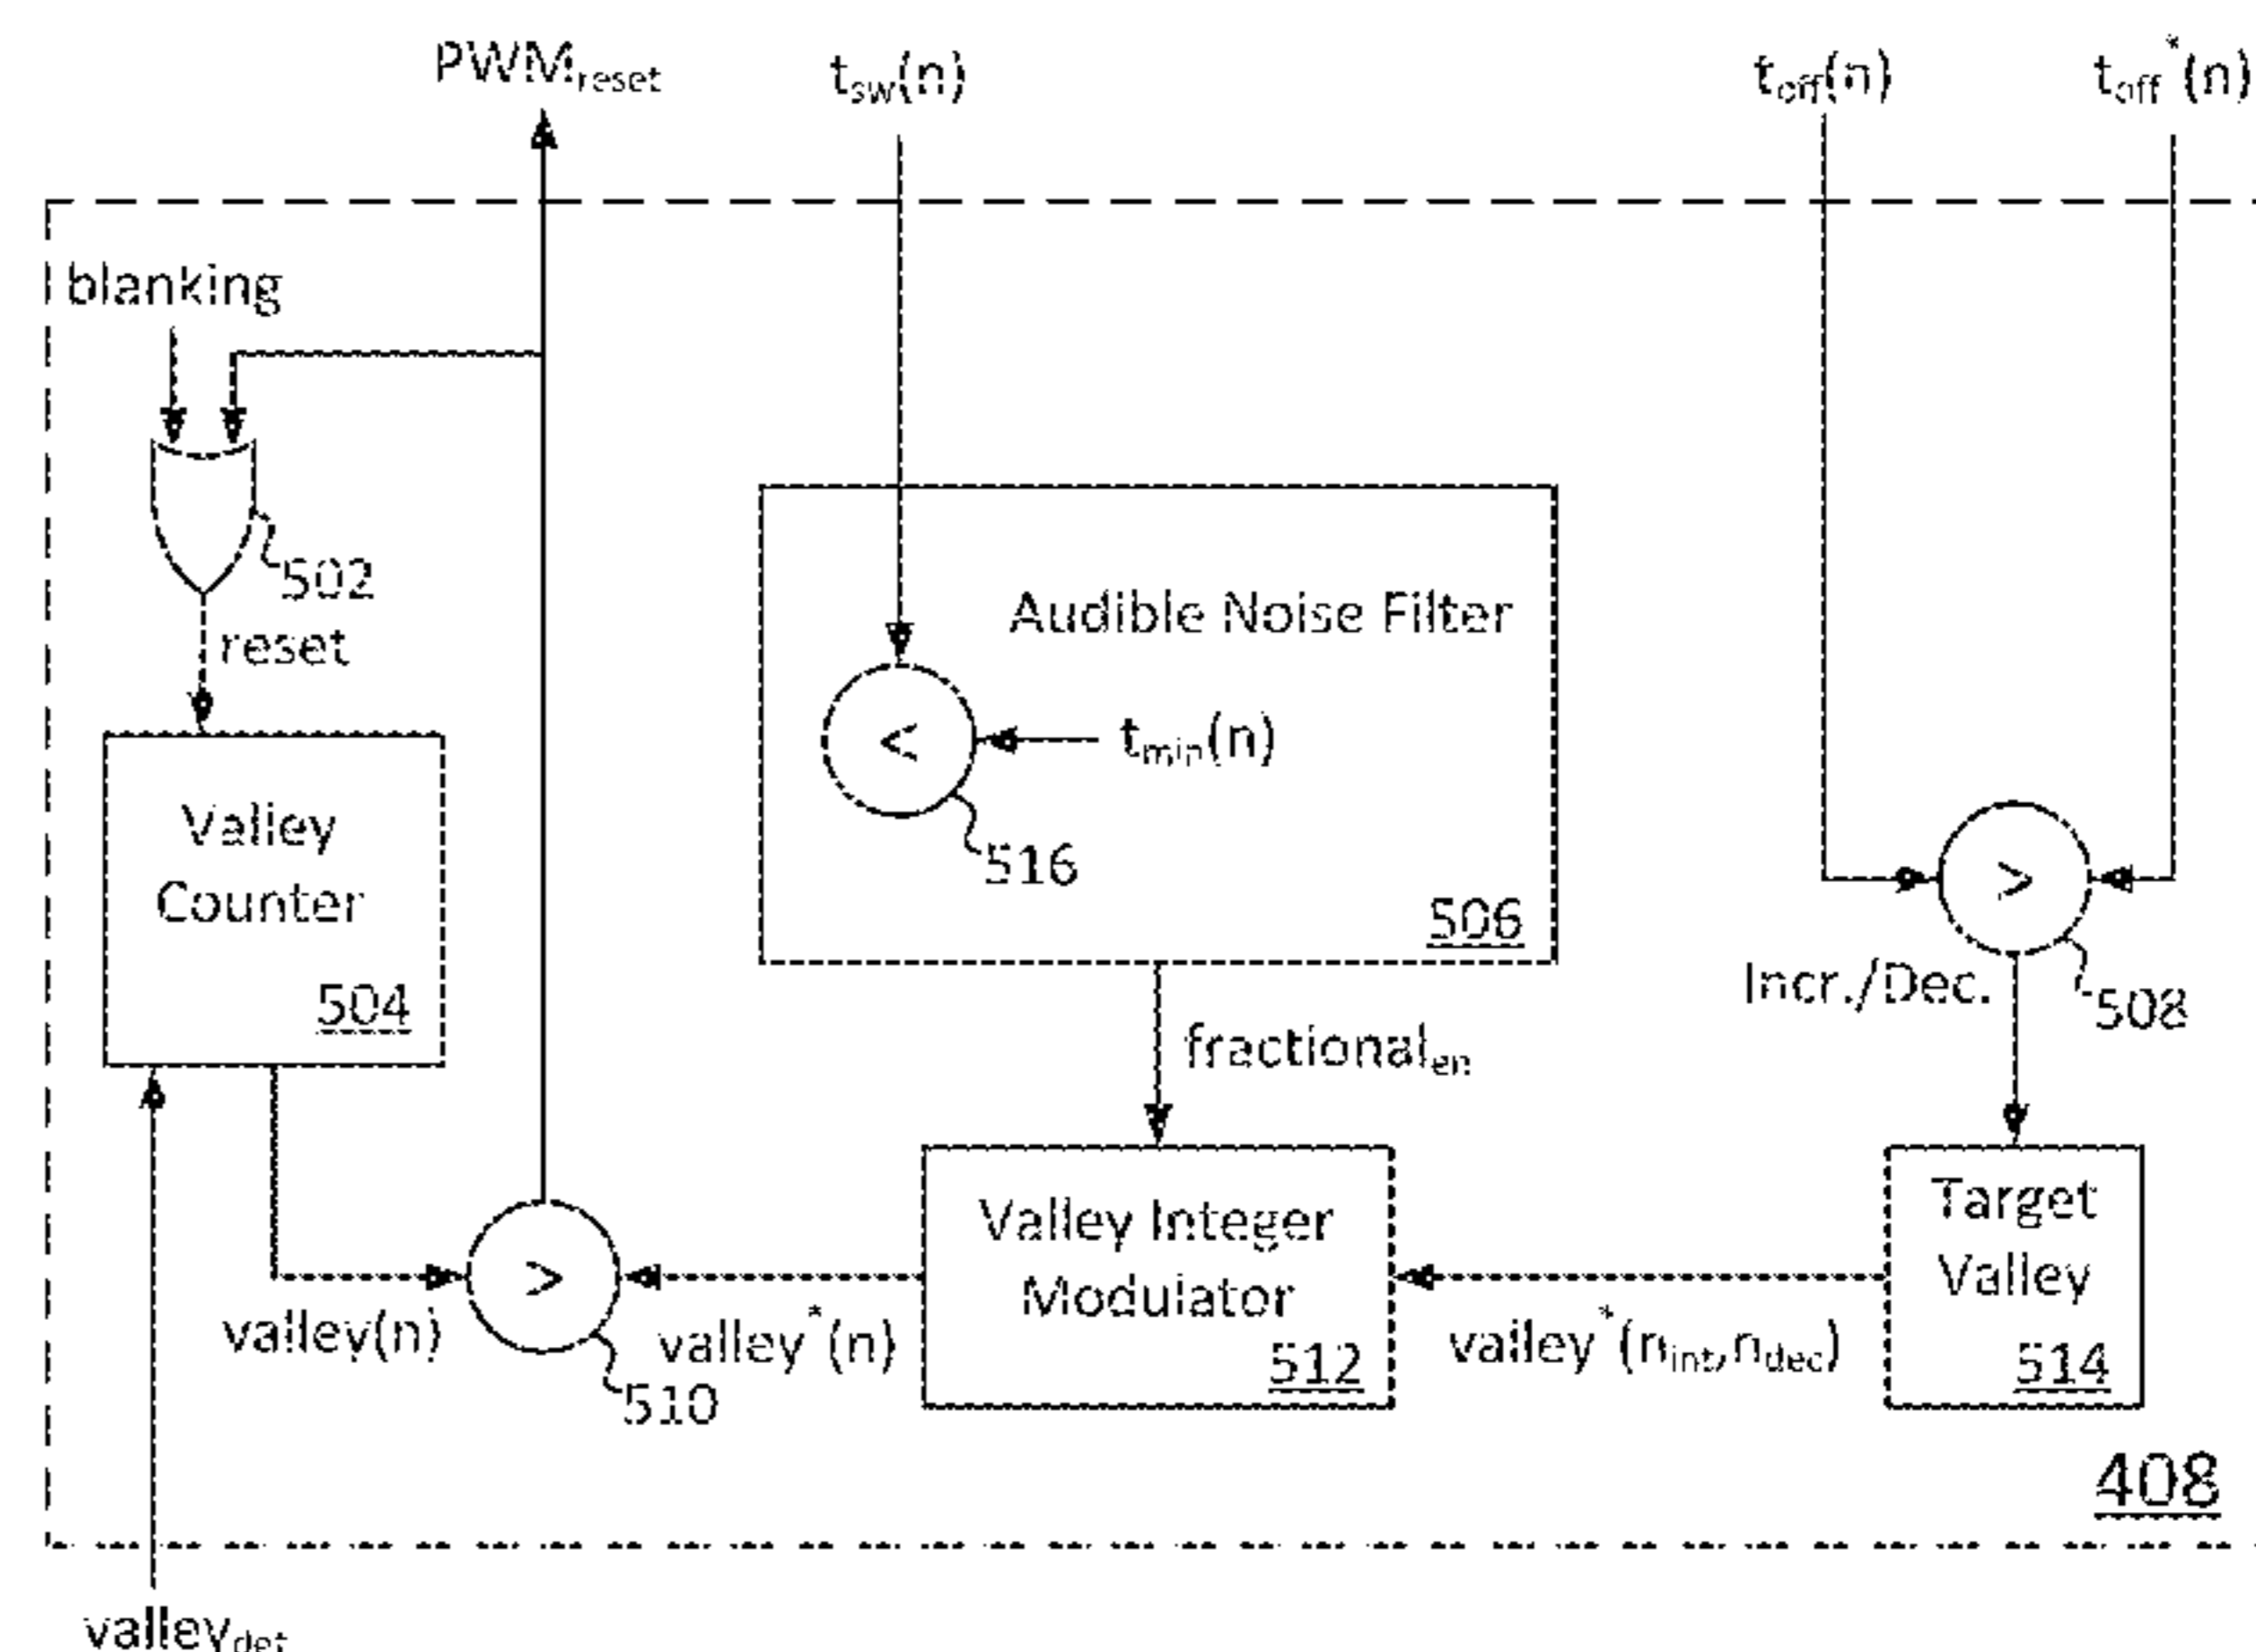 PWMreset
tsw(n)
toff(n)
toff*(n)
blanking
502
reset
Audible Noise Filter
<
tmin(n)
516
506
Valley
Counter
504
>
508
Incr./Dec.
fractionalen
valley(n)
>
510
valley*(n)
Valley Integer
Modulator
512
valley*(nint,ndec)
Target
Valley
514
408
valleydet